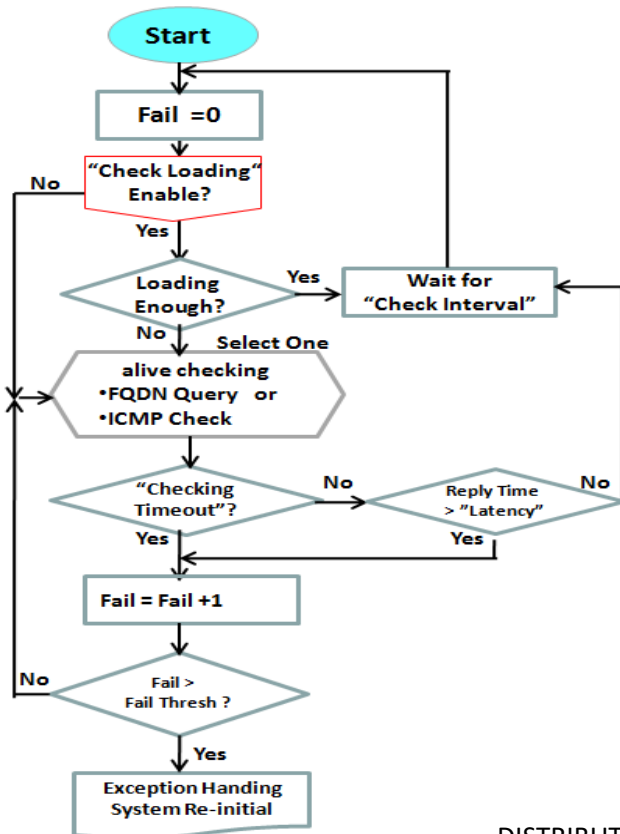 Start
Fail =0
No
“Check Loading“
Enable?
Yes
Loading
Enough?
Yes
Wait for
“Check Interval”
No
Select One
alive checking
•FQDN Query or
•ICMP Check
“Checking
Timeout”?
No
Reply Time
> ”Latency”
No
Yes
Yes
Fail = Fail +1
No
Fail >
Fail Thresh ?
Yes
Exception Handing
System Re-initial
DISTRIBUT